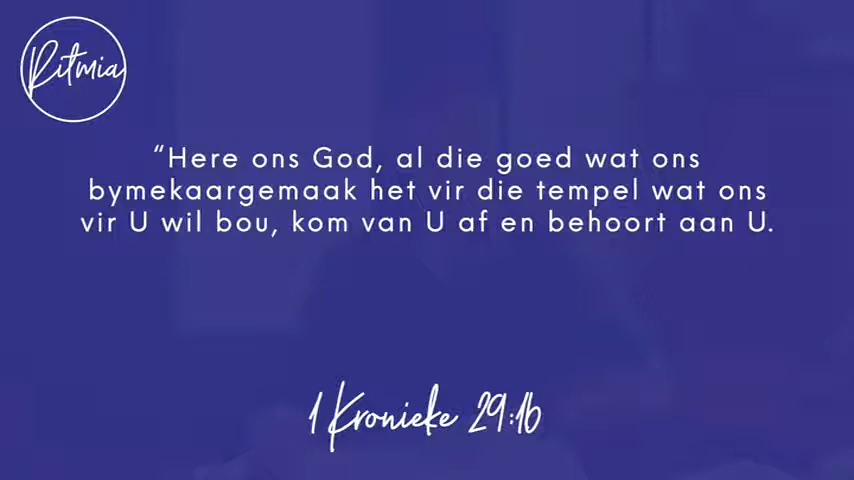 Ritmia
“Here ons God, al die goed wat ons
bymekaargemaak het vir die tempel wat ons
vir U wil bou, kom van U af en behoort aan U.
1 Kronieke 29:16